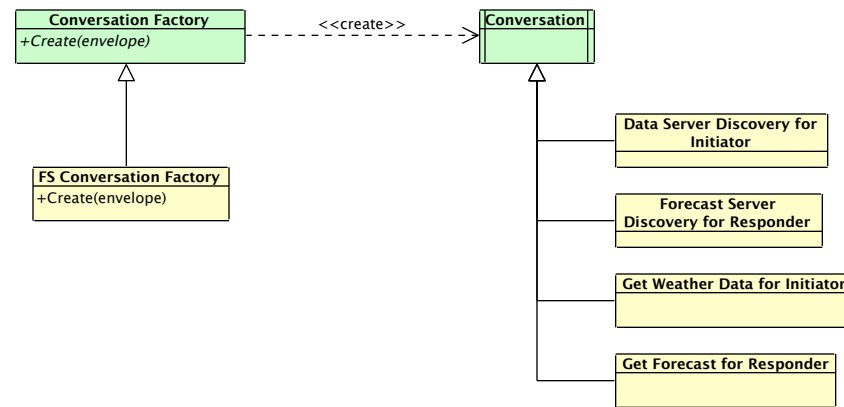 Conversation Factory
+Create(envelope)
<<create>>
Conversation
FS Conversation Factory
+Create(envelope)
Data Server Discovery for
Initiator
Forecast Server
Discovery for Responder
Get Weather Data for Initiator
Get Forecast for Responder